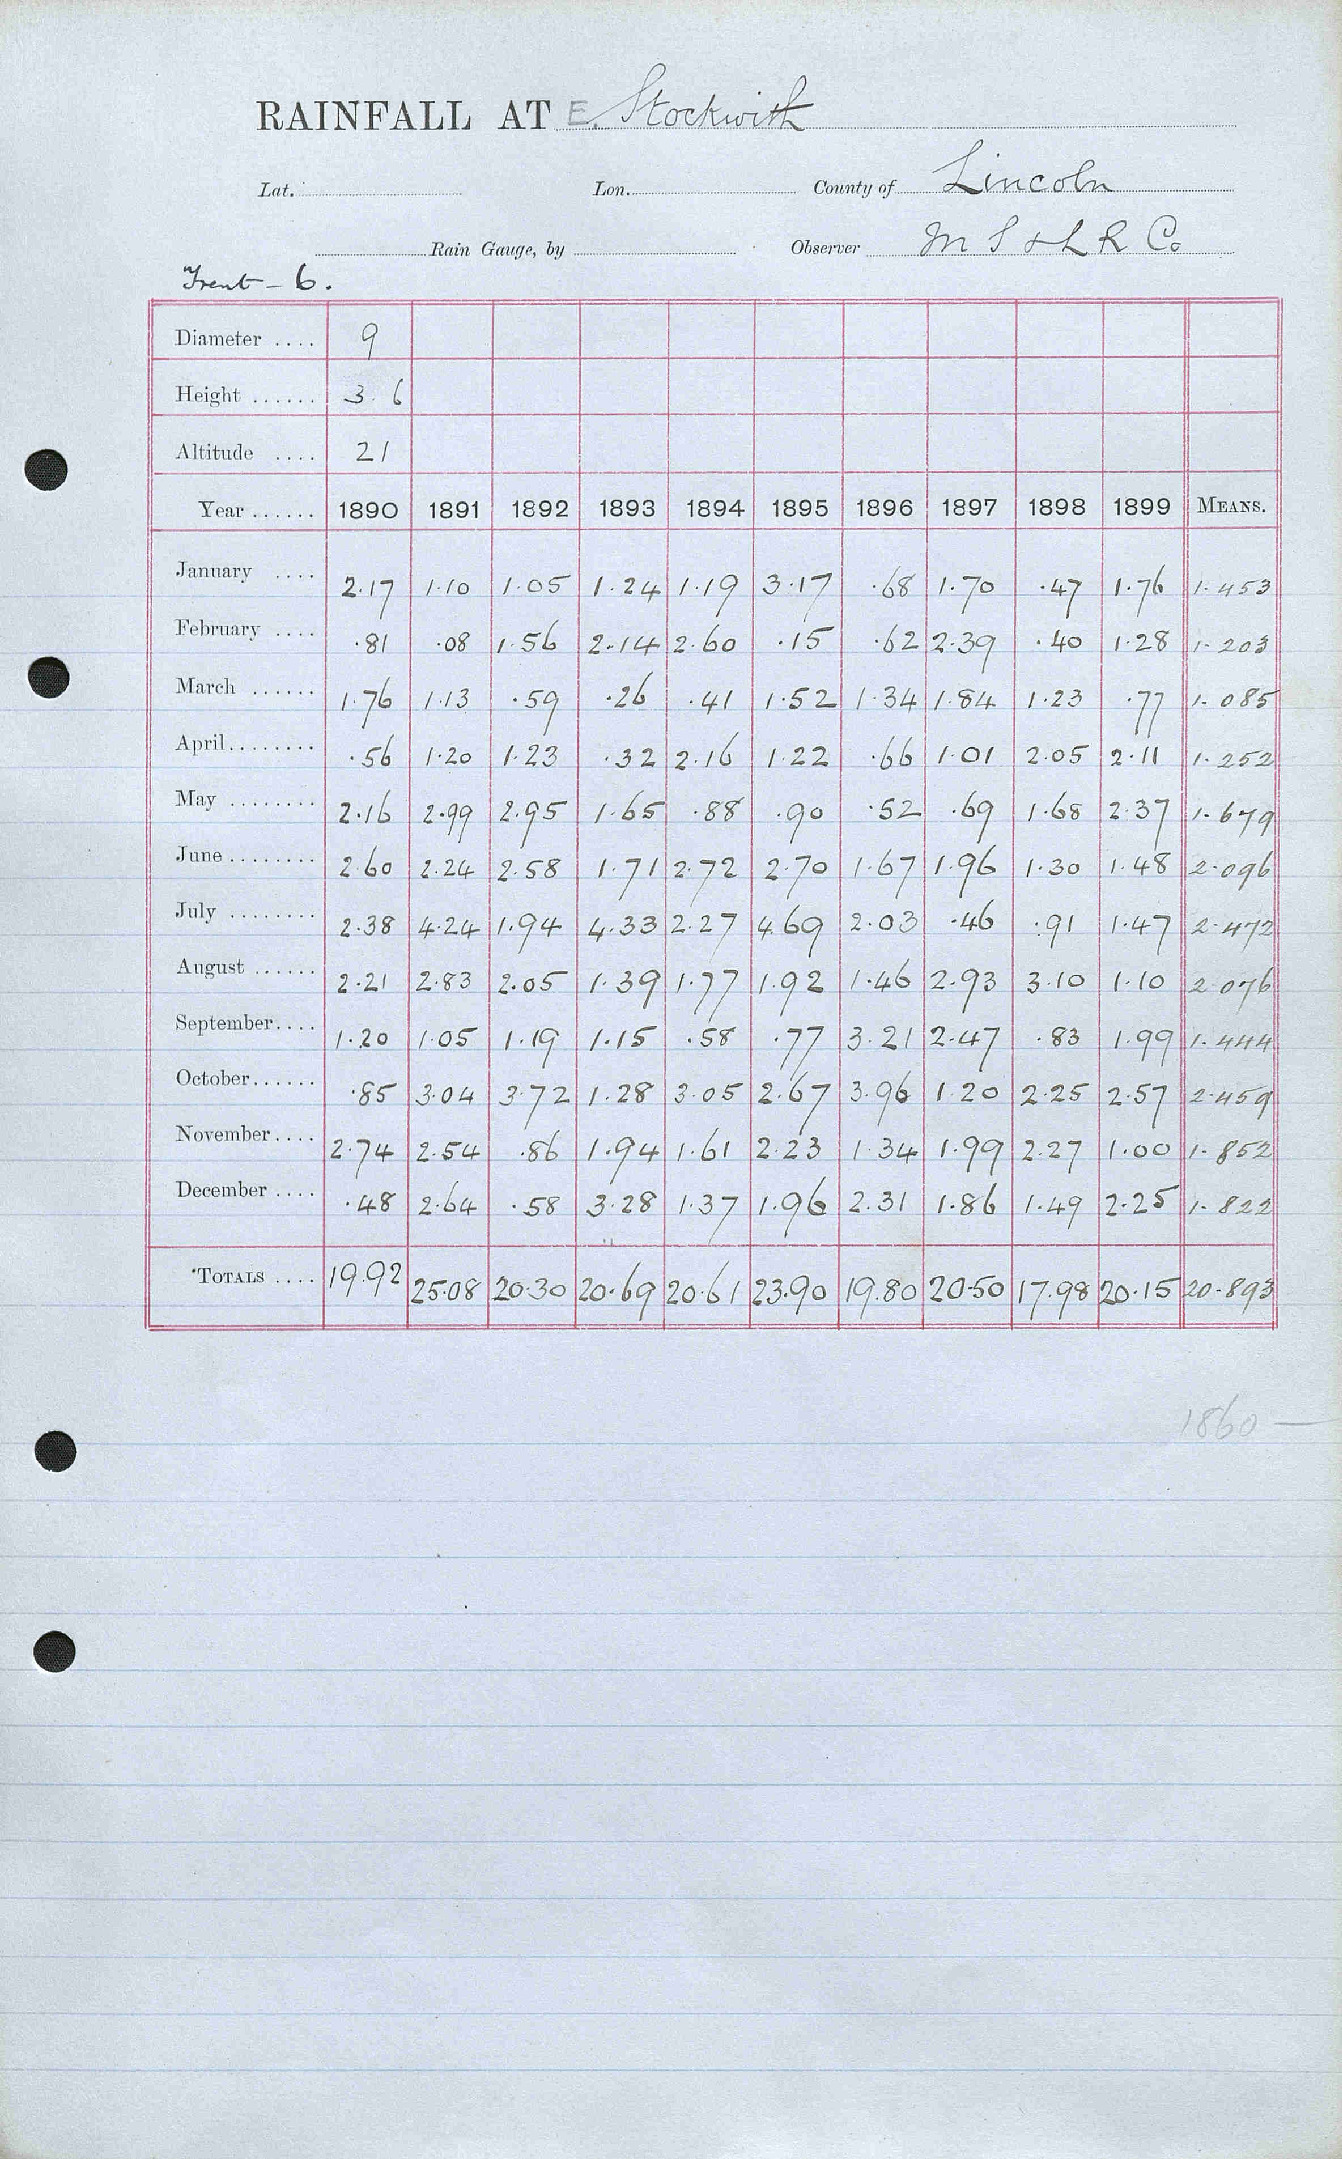 RAINFALL AT E. Stockwith
Lat. Lon. County of Lincoln
Rain Gauge, by Observer M S & L R Co
Trent - 6.
Diameter .... 9
Height ...... 3. 6
Altitude .... 21
Year ...... 1890 1891 1892 1893 1894 1895 1896 1897 1898 1899 MEANS.
January .... 2.17 1.10 1.05 1.24 1.19 3.17 .68 1.70 .47 1.76 1.453
February .... .81 .08 1.56 2.14 2.60 .15 .62 2.39 .40 1.28 1.203
March ...... 1.76 1.13 .59 .26 .41 1.52 1.34 1.84 1.23 .77 1.085
April........ .56 1.20 1.23 .32 2.16 1.22 .66 1.01 2.05 2.11 1.252
May ........ 2.16 2.99 2.95 1.65 .88 .90 .52 .69 1.68 2.37 1.679
June ........ 2.60 2.24 2.58 1.71 2.72 2.70 1.67 1.96 1.30 1.48 2.096
July ........ 2.38 4.24 1.94 4.33 2.27 4.69 2.03 .46 .91 1.47 2.472
August ...... 2.21 2.83 2.05 1.39 1.77 1.92 1.46 2.93 3.10 1.10 2.076
September.... 1.20 1.05 1.19 1.15 .58 .77 3.21 2.47 .83 1.99 1.444
October...... .85 3.04 3.72 1.28 3.05 2.67 3.96 1.20 2.25 2.57 2.459
November.... 2.74 2.54 .86 1.94 1.61 2.23 1.34 1.99 2.27 1.00 1.852
December .... .48 2.64 .58 3.28 1.37 1.96 2.31 1.86 1.49 2.25 1.822
TOTALS .... 19.92 25.08 20.30 20.69 20.61 23.90 19.80 20.50 17.98 20.15 20.893
1860 —